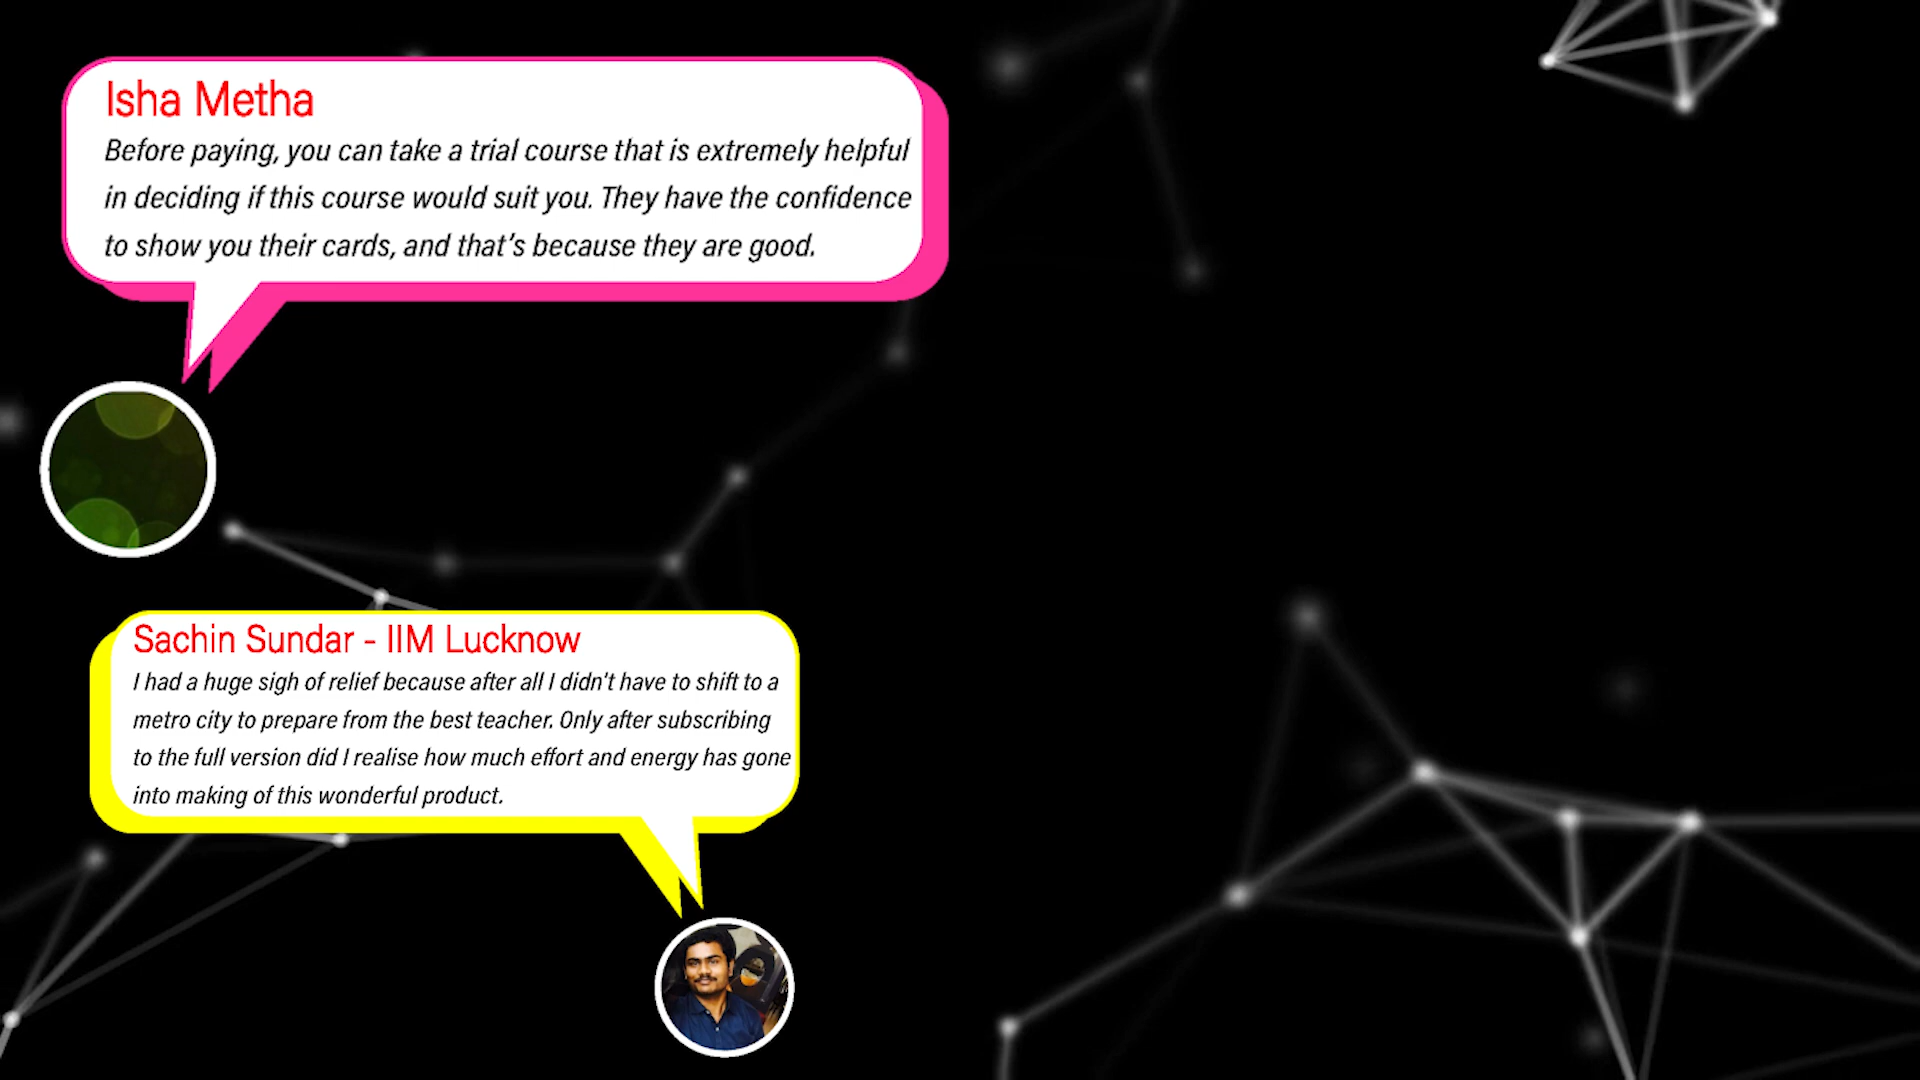 Isha Metha
Before paying, you can take a trial course that is extremely helpful
in deciding if this course would suit you. They have the confidence
to show you their cards, and that's because they are good.
Sachin Sundar - IIM Lucknow
I had a huge sigh of relief because after all I didn't have to shift to a
metro city to prepare from the best teacher. Only after subscribing
to the full version did I realise how much effort and energy has gone
into making of this wonderful product.